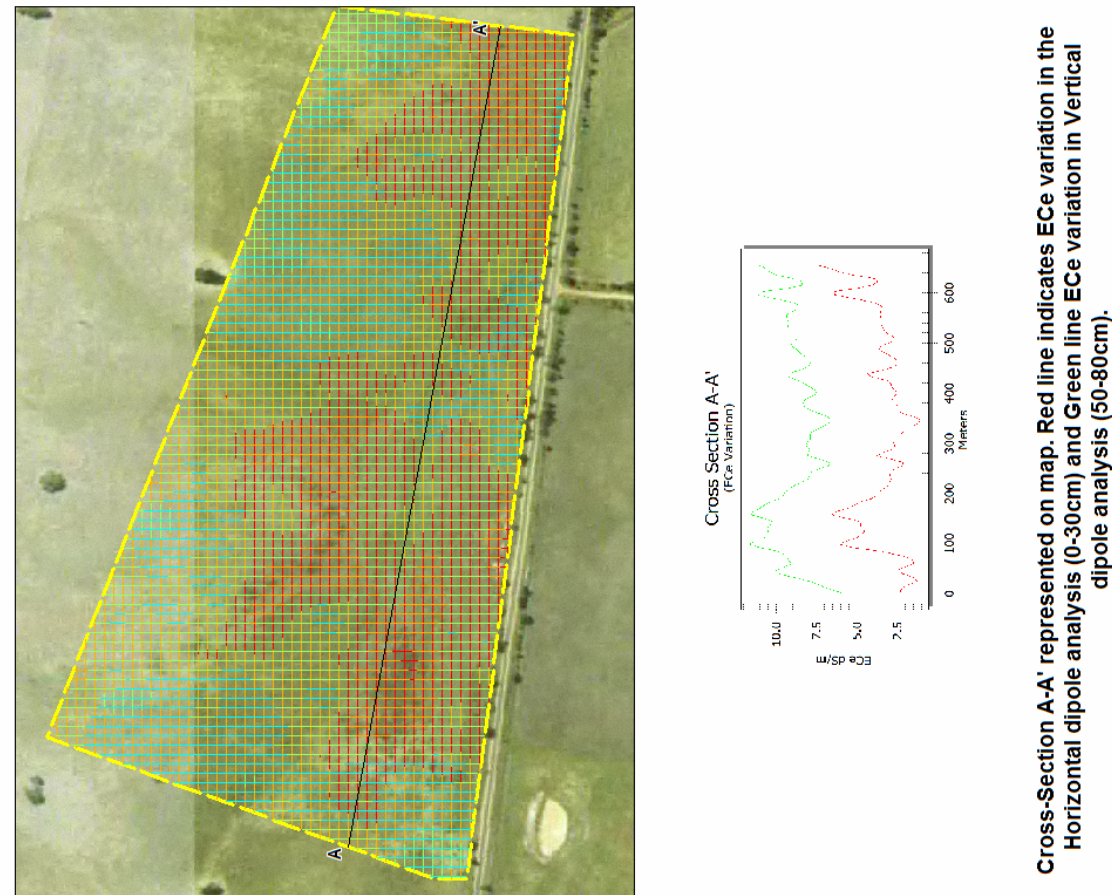 A
A'
Cross Section A-A'
(ECe Variation)
10.0
7.5
5.0
2.5
ECe dS/m
0
100
200
300
400
500
600
Meters
Cross-Section A-A' represented on map. Red line indicates ECe variation in the
Horizontal dipole analysis (0-30cm) and Green line ECe variation in Vertical
dipole analysis (50-80cm).